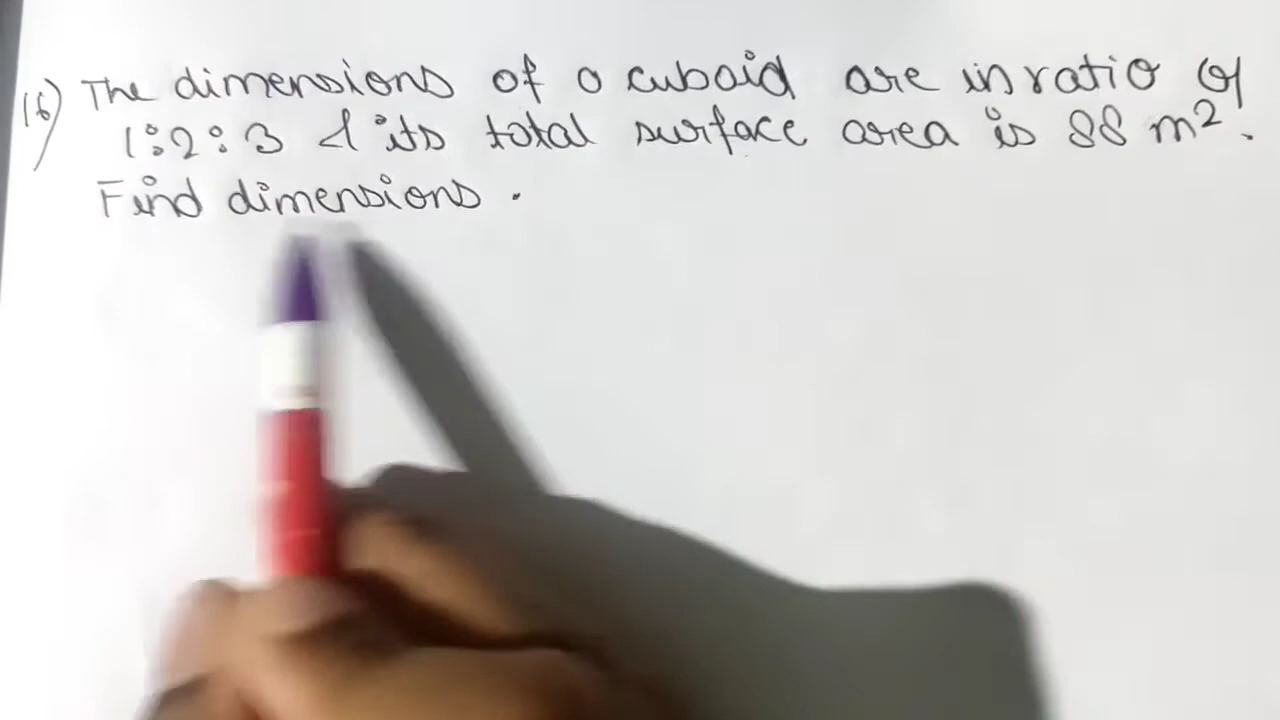 16) The dimensions of a cuboid are in ratio of
1:2:3 & its total surface area is 88 m².
Find dimensions.